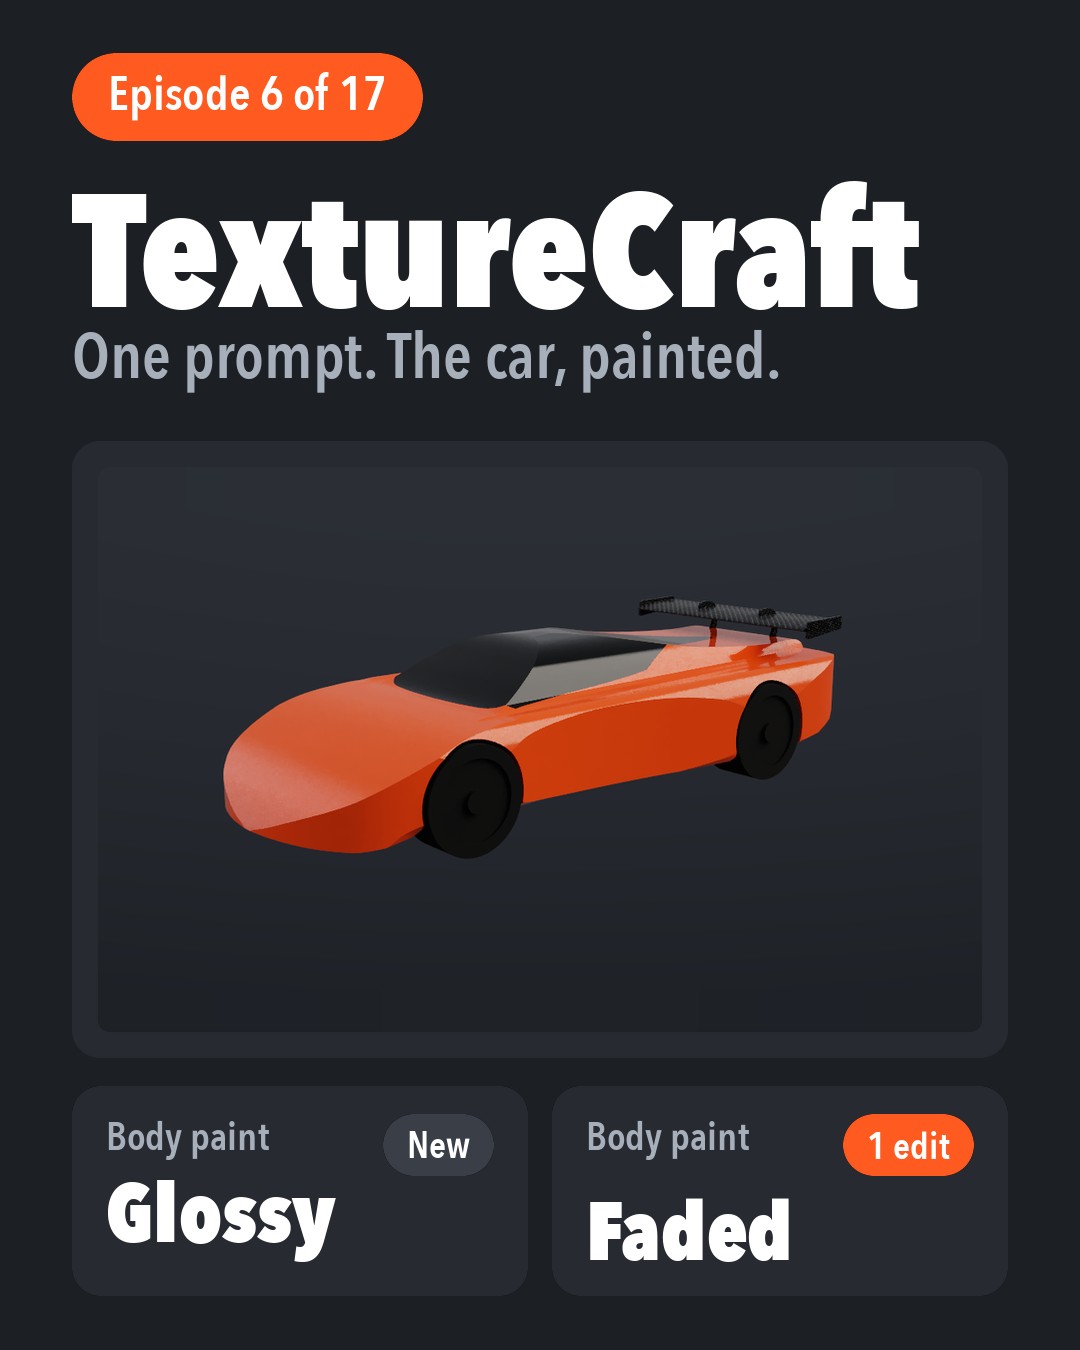 Episode 6 of 17
TextureCraft
One prompt. The car, painted.
Body paint
New
Glossy
Body paint
1 edit
Faded